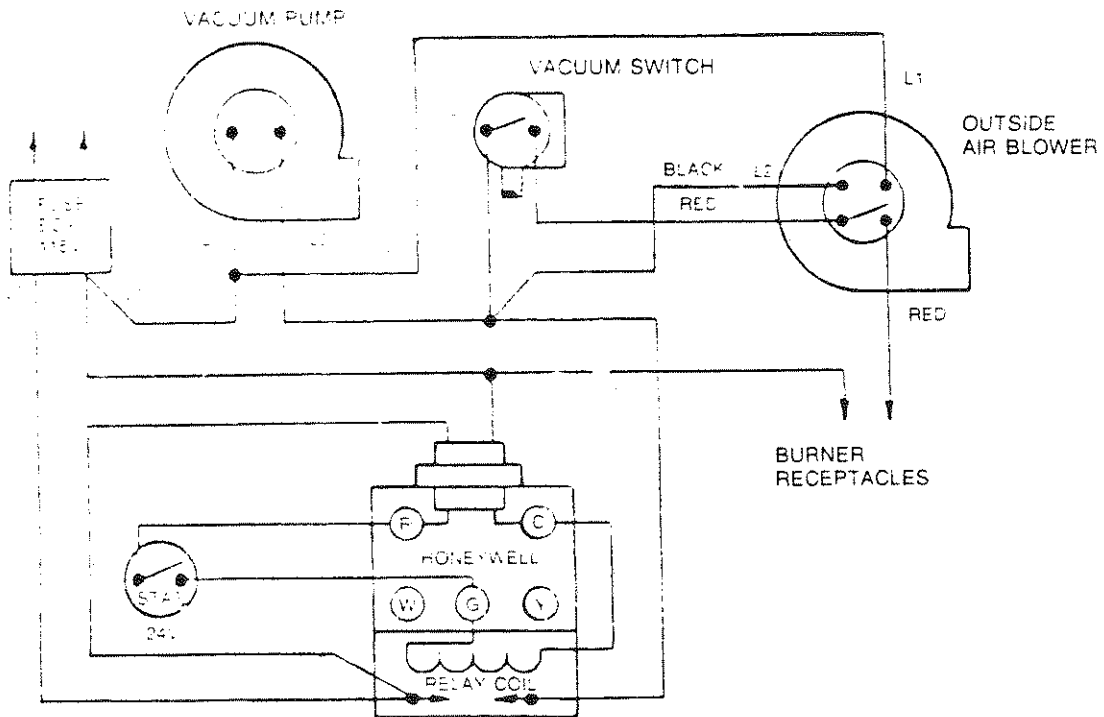 VACUUM PUMP
VACUUM SWITCH
L1
OUTSIDE
AIR BLOWER
BLACK
L2
RED
115V
RED
BURNER
RECEPTACLES
R
C
HONEYWELL
STAT
W
G
Y
24V
RELAY COIL